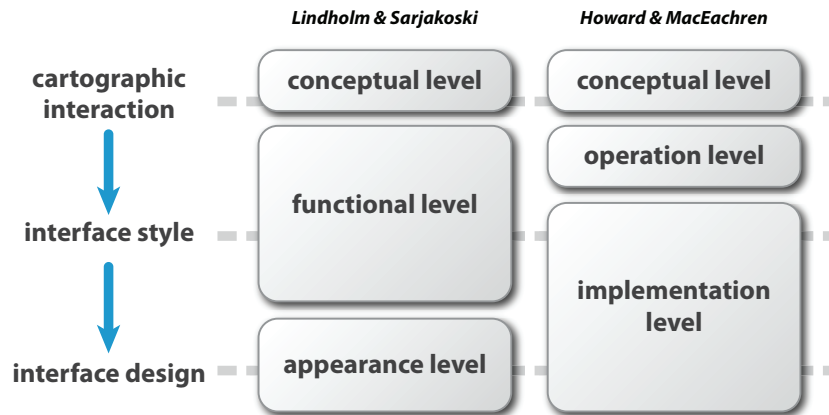 Lindholm & Sarjakoski
Howard & MacEachren
cartographic
interaction
conceptual level
conceptual level
operation level
functional level
interface style
implementation
level
appearance level
interface design